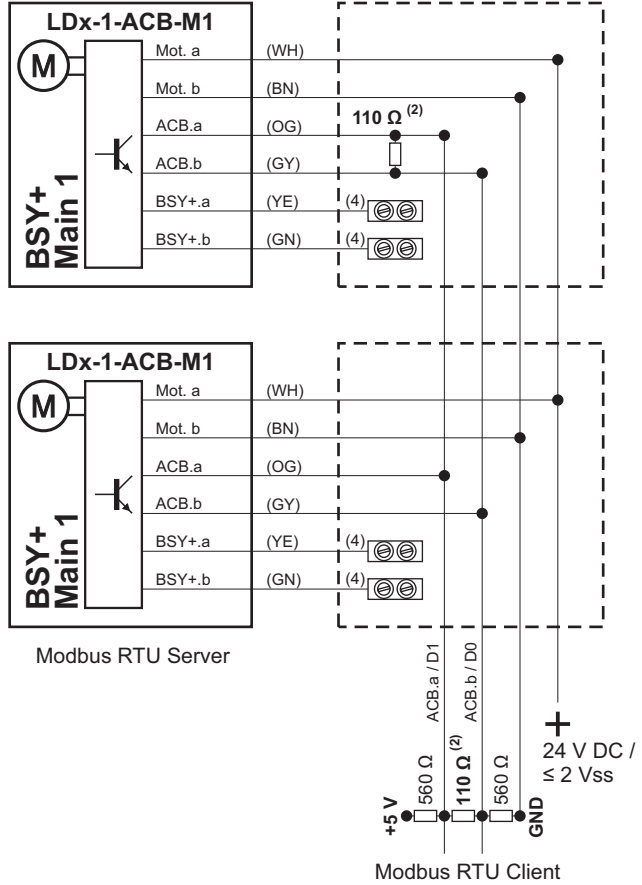 LDx-1-ACB-M1
M
BSY+
Main 1
Mot. a (WH)
Mot. b (BN)
ACB.a (OG)
ACB.b (GY)
BSY+.a (YE) (4)
BSY+.b (GN) (4)
110 Ω (2)
LDx-1-ACB-M1
M
BSY+
Main 1
Mot. a (WH)
Mot. b (BN)
ACB.a (OG)
ACB.b (GY)
BSY+.a (YE) (4)
BSY+.b (GN) (4)
Modbus RTU Server
ACB.a / D1
ACB.b / D0
24 V DC /
≤ 2 Vss
+5 V
560 Ω
110 Ω (2)
560 Ω
GND
Modbus RTU Client